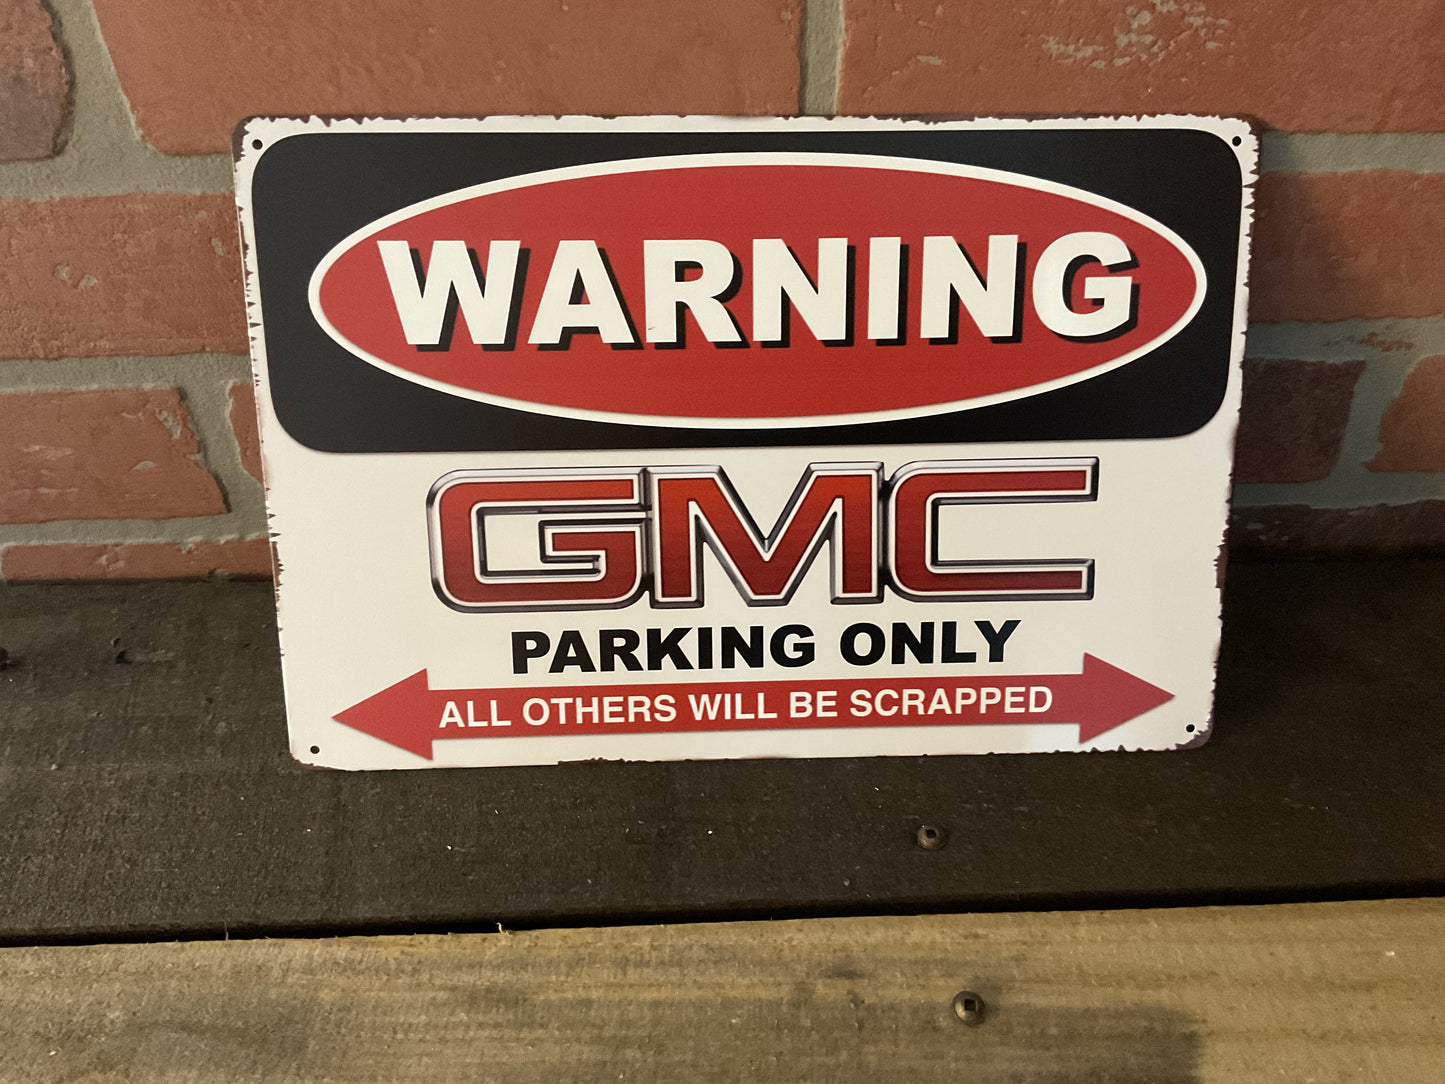 WARNING
GMC
PARKING ONLY
ALL OTHERS WILL BE SCRAPPED